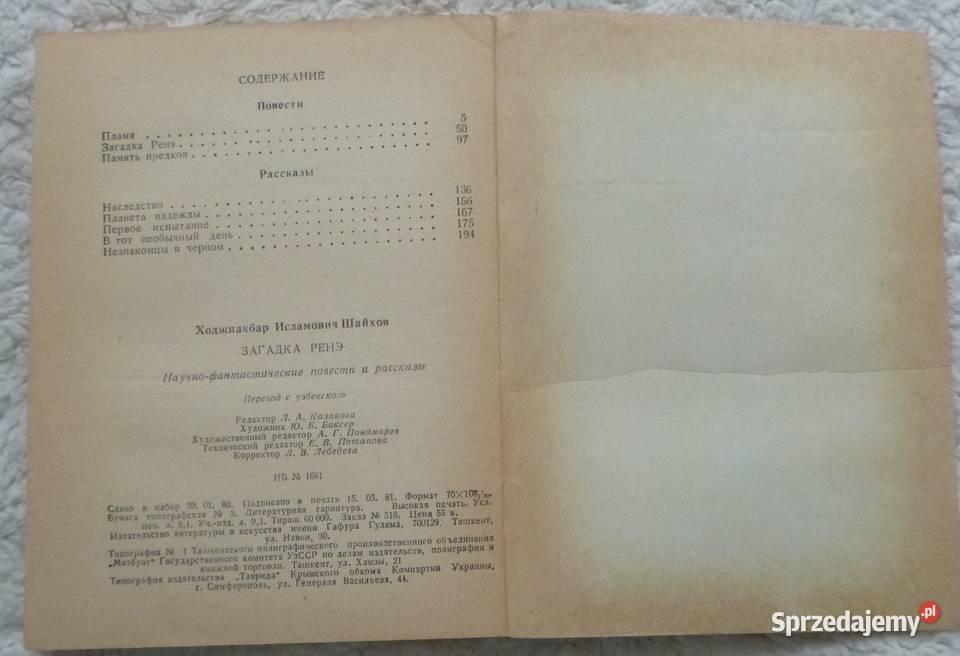 СОДЕРЖАНИЕ
Повести
Пламя . . . . . . . . . . . . . . . . . . . . . . 5
Загадка Ренэ . . . . . . . . . . . . . . . . . . . . 50
Память предков . . . . . . . . . . . . . . . . . . . 97
Рассказы
Наследство . . . . . . . . . . . . . . . . . . . . 136
Планета надежды . . . . . . . . . . . . . . . . . . 156
Первое испытание . . . . . . . . . . . . . . . . . . 167
В тот необычный день . . . . . . . . . . . . . . . . 175
Незнакомцы в черном . . . . . . . . . . . . . . . . 194
Ходжиакбар Исламович Шайхов
ЗАГАДКА РЕНЭ
Научно-фантастические повести и рассказы
Перевод с узбекского
Редактор Л. А. Казакова
Художник Ю. Б. Боксер
Художественный редактор А. Г. Пономарев
Технический редактор Е. В. Потапова
Корректор Л. В. Лебедева
ИБ № 1681
Сдано в набор 09. 01. 80. Подписано в печать 15. 05. 81. Формат 70×108¹/₃₂.
Бумага типографская № 3. Литературная гарнитура. Высокая печать. Усл.
печ. л. 9,1. Уч.-изд. л. 9,1. Тираж 60 000. Заказ № 516. Цена 55 к.
Издательство литературы и искусства имени Гафура Гуляма, 700129. Ташкент,
ул. Навои, 30.
Типография № 1 Ташкентского полиграфического производственного объединения
„Матбуот" Государственного комитета УзССР по делам издательств, полиграфии и
книжной торговли. Ташкент, ул. Хамзы, 21
Типография издательства „Таврида" Крымского обкома Компартии Украины,
г. Симферополь, ул. Генерала Васильева, 44.
Sprzedajemy.pl